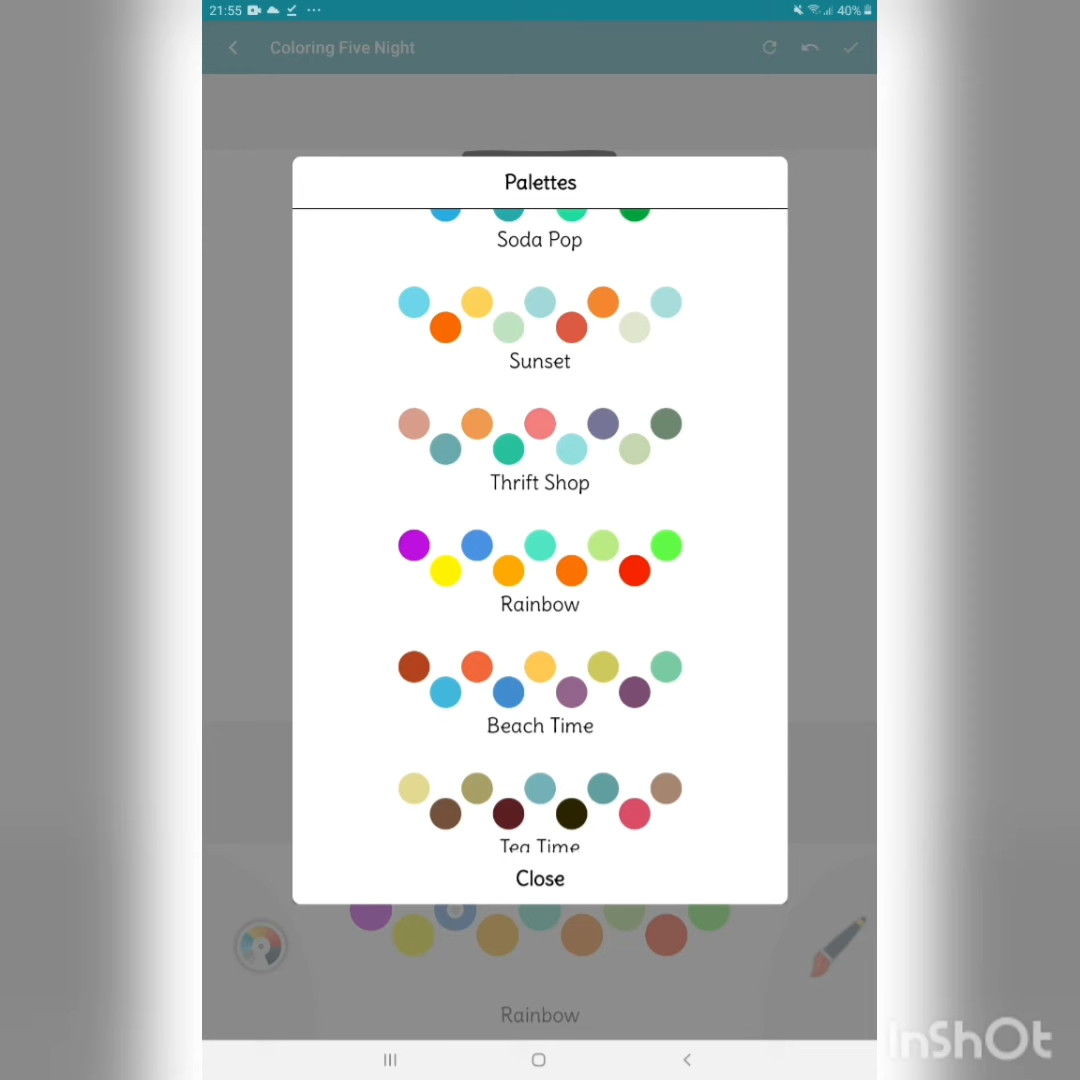 21:55
40%
Coloring Five Night
Palettes
Soda Pop
Sunset
Thrift Shop
Rainbow
Beach Time
Tea Time
Close
Rainbow
InShOt